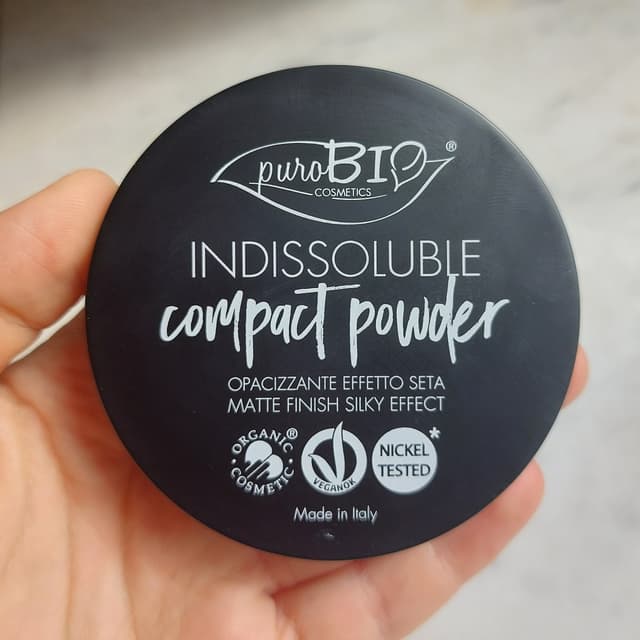 puroBIO®
COSMETICS
INDISSOLUBLE
compact powder
OPACIZZANTE EFFETTO SETA
MATTE FINISH SILKY EFFECT
ORGANIC®
COSMETIC
VEGANOK
NICKEL*
TESTED
Made in Italy